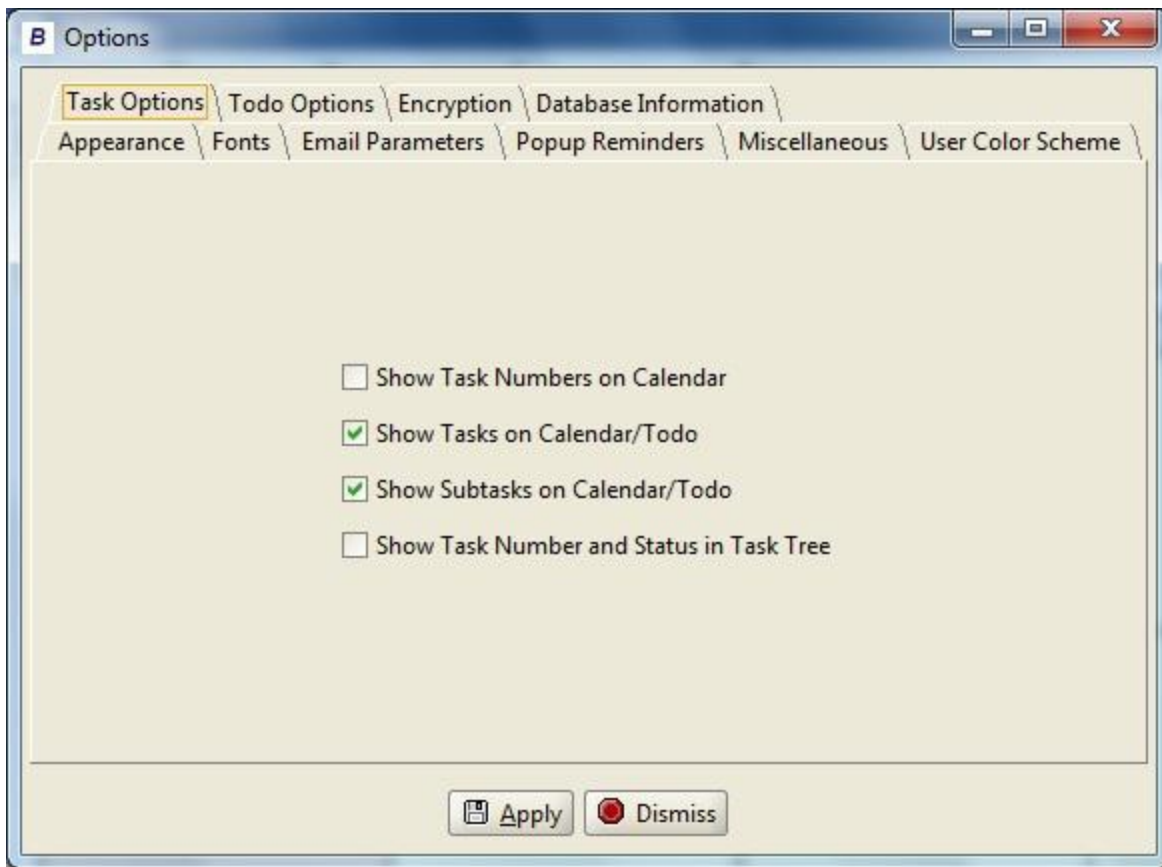 B Options
Task Options Todo Options Encryption Database Information
Appearance Fonts Email Parameters Popup Reminders Miscellaneous User Color Scheme
Show Task Numbers on Calendar
Show Tasks on Calendar/Todo
Show Subtasks on Calendar/Todo
Show Task Number and Status in Task Tree
Apply Dismiss